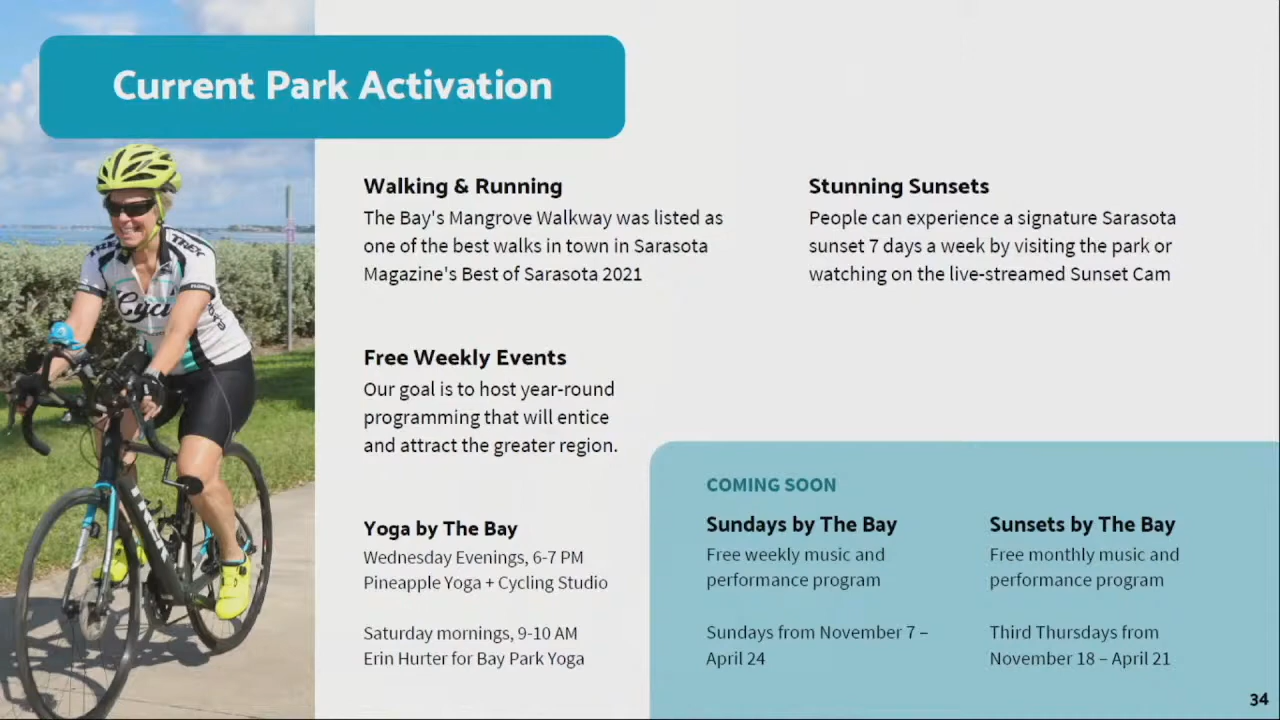 Current Park Activation
Walking & Running
The Bay's Mangrove Walkway was listed as
one of the best walks in town in Sarasota
Magazine's Best of Sarasota 2021
Stunning Sunsets
People can experience a signature Sarasota
sunset 7 days a week by visiting the park or
watching on the live-streamed Sunset Cam
Free Weekly Events
Our goal is to host year-round
programming that will entice
and attract the greater region.
Yoga by The Bay
Wednesday Evenings, 6-7 PM
Pineapple Yoga + Cycling Studio
Saturday mornings, 9-10 AM
Erin Hurter for Bay Park Yoga
COMING SOON
Sundays by The Bay
Free weekly music and
performance program
Sundays from November 7 –
April 24
Sunsets by The Bay
Free monthly music and
performance program
Third Thursdays from
November 18 – April 21
34
TREK
TREK